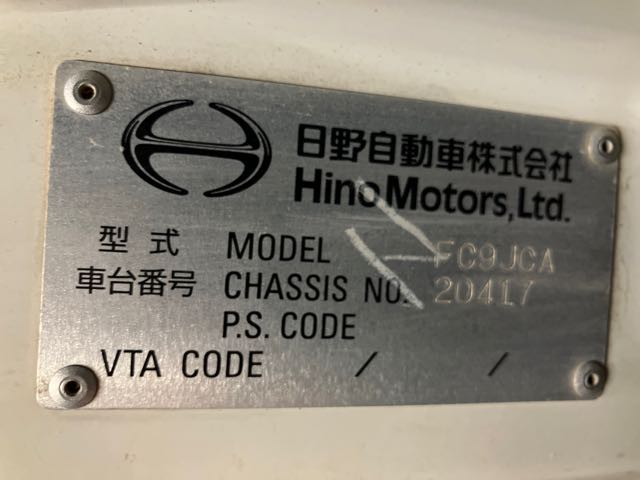 日野自動車株式会社
Hino Motors, Ltd.
型式 MODEL FC9JCA
車台番号 CHASSIS NO. 20417
P.S. CODE
VTA CODE / /